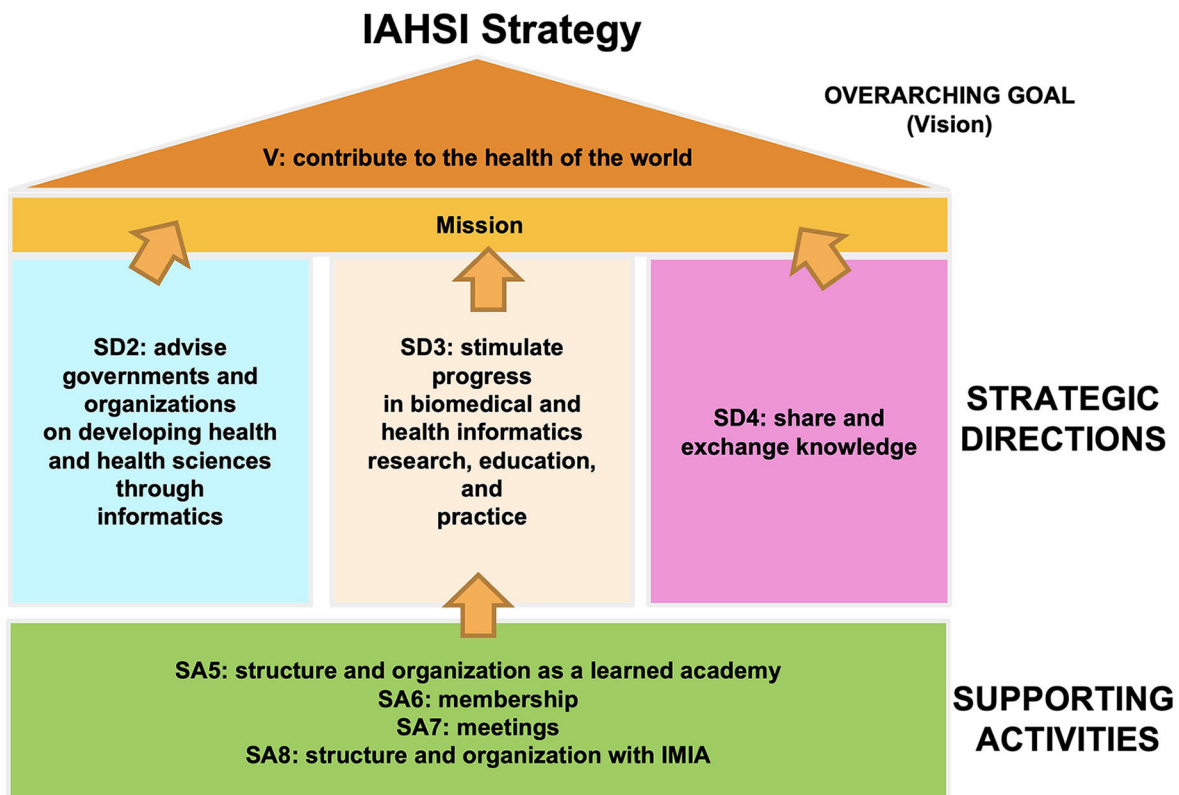 IAHSI Strategy
OVERARCHING GOAL
(Vision)
V: contribute to the health of the world
Mission
SD2: advise
governments and
organizations
on developing health
and health sciences
through
informatics
SD3: stimulate
progress
in biomedical and
health informatics
research, education,
and
practice
SD4: share and
exchange knowledge
STRATEGIC
DIRECTIONS
SA5: structure and organization as a learned academy
SA6: membership
SA7: meetings
SA8: structure and organization with IMIA
SUPPORTING
ACTIVITIES